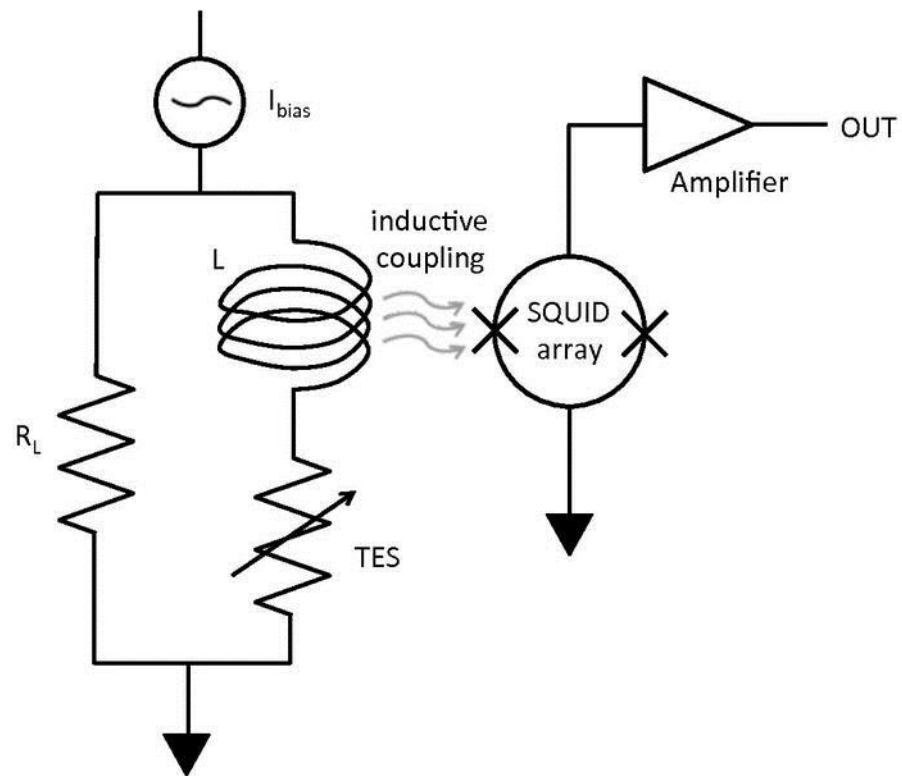 I_bias
OUT
Amplifier
inductive
coupling
L
SQUID
array
R_L
TES